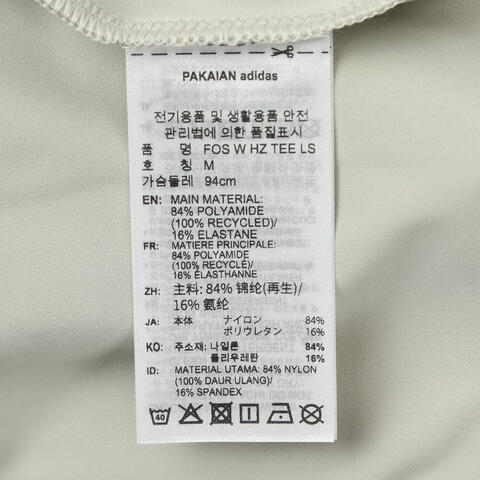 PAKAIAN adidas
전기용품 및 생활용품 안전
관리법에 의한 품질표시
품 명 FOS W HZ TEE LS
호 칭 M
가슴둘레 94cm
EN: MAIN MATERIAL:
84% POLYAMIDE
(100% RECYCLED)/
16% ELASTANE
FR: MATIERE PRINCIPALE:
84% POLYAMIDE
(100% RECYCLÉ)/
16% ÉLASTHANNE
ZH: 主料: 84% 锦纶(再生)/
16% 氨纶
JA: 本体 ナイロン 84%
ポリウレタン 16%
KO: 주소재: 나일론 84%
폴리우레탄 16%
ID: MATERIAL UTAMA: 84% NYLON
(100% DAUR ULANG)/
16% SPANDEX
40